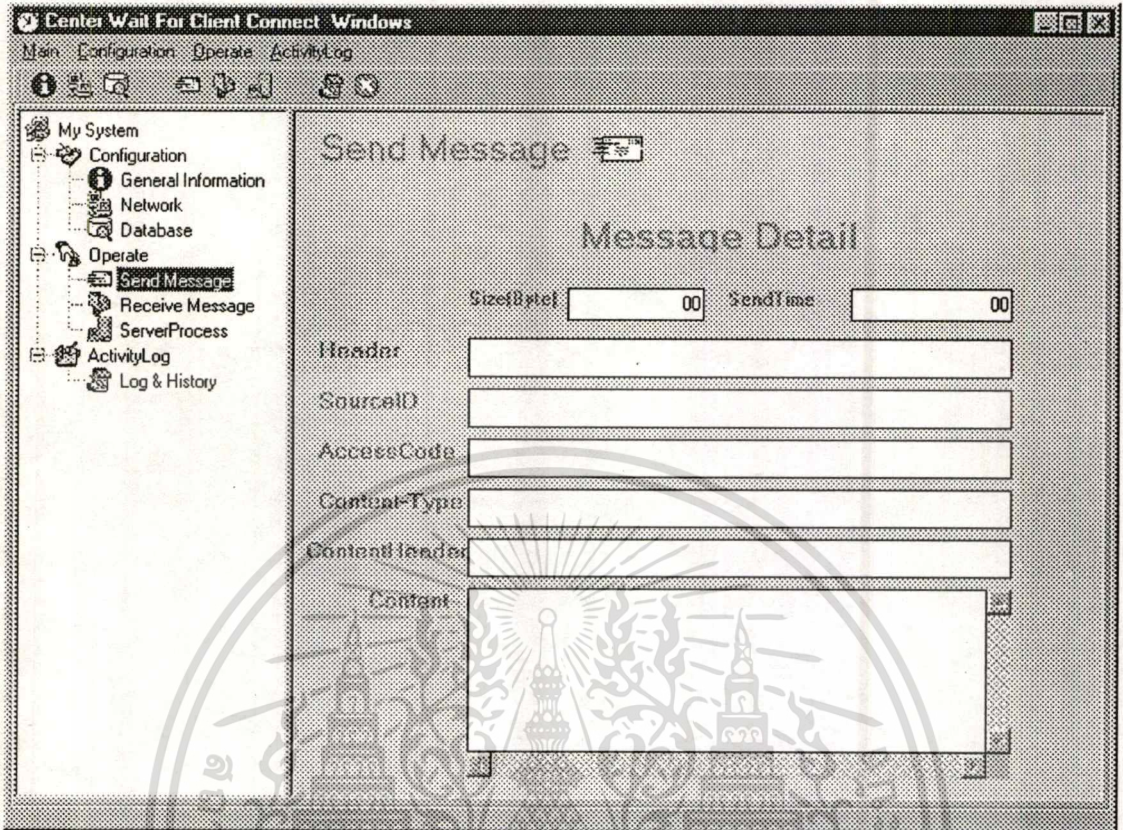 Center Wait For Client Connect Windows
Main Configuration Operate ActivityLog
My System
Configuration
General Information
Network
Database
Operate
Send Message
Receive Message
ServerProcess
ActivityLog
Log & History
Send Message
Message Detail
Size(Byte) 00 SendTime 00
Header
SourceID
AccessCode
Content-Type
ContentHeader
Content